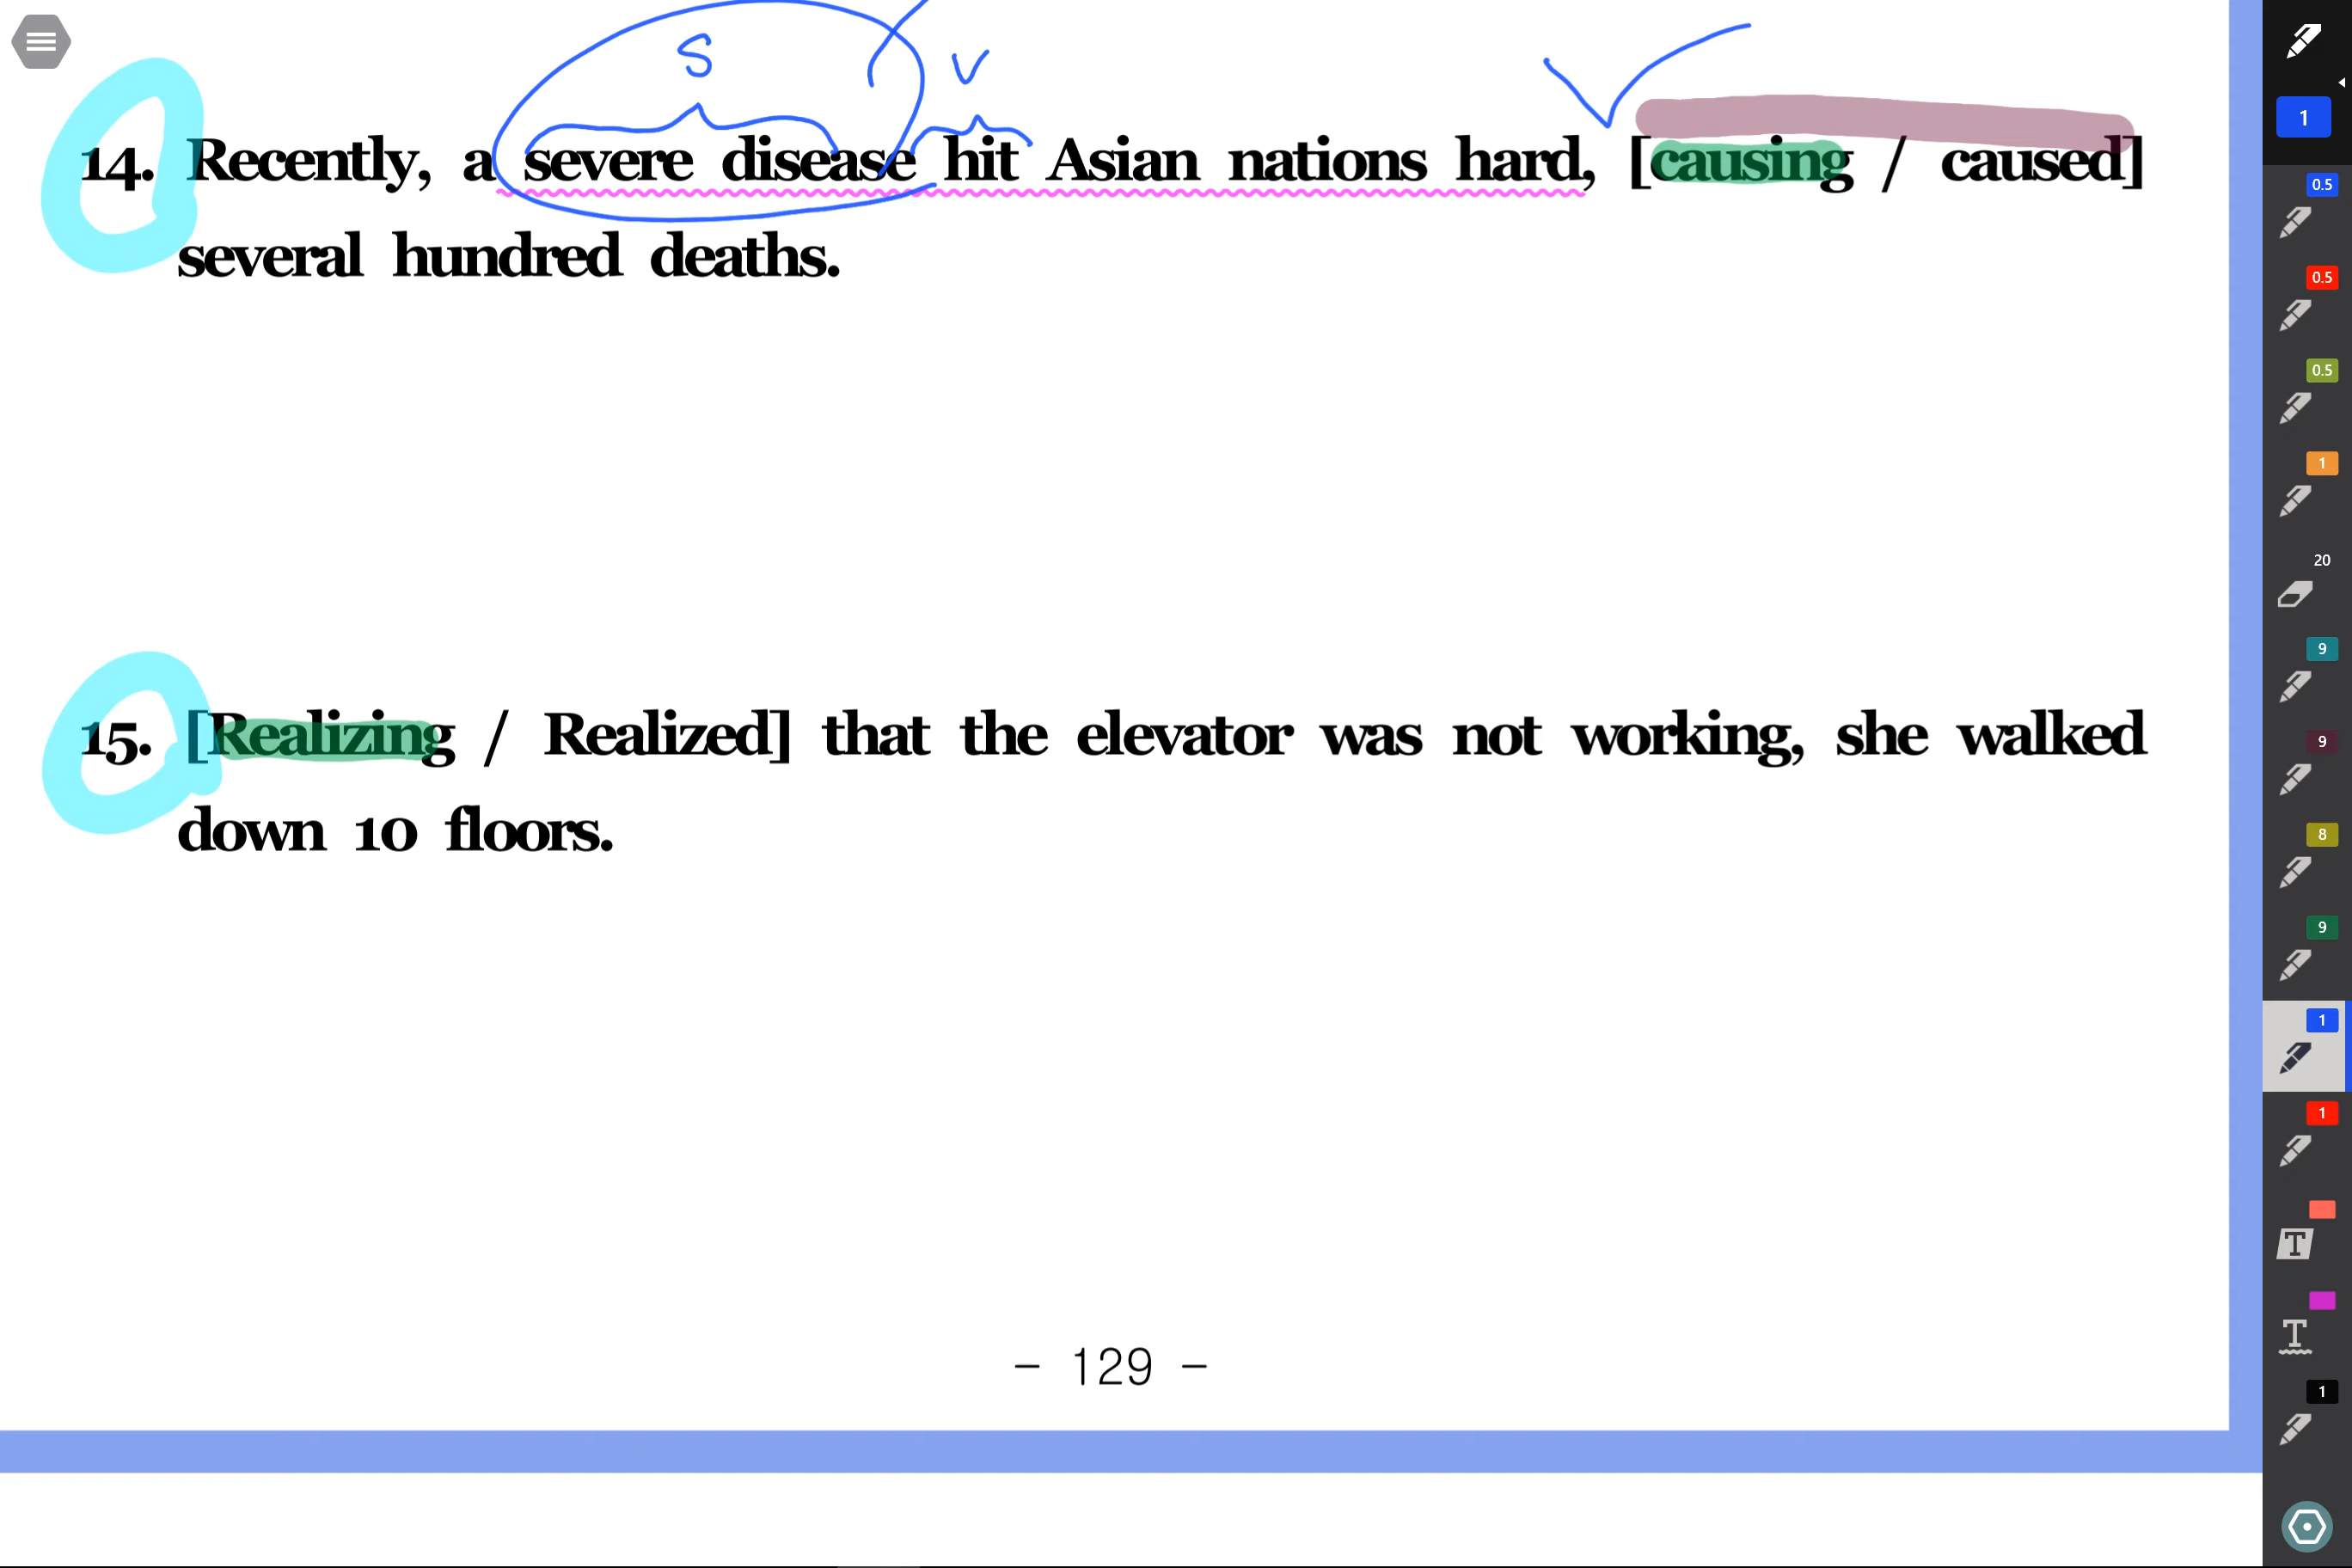 S V
14. Recently, a severe disease hit Asian nations hard, [causing / caused]
several hundred deaths.
15. [Realizing / Realized] that the elevator was not working, she walked
down 10 floors.
- 129 -
1
0.5
0.5
0.5
1
20
9
9
8
9
1
1
T
T
1